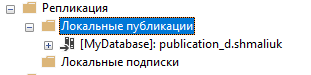 Репликация
Локальные публикации
[MyDatabase]: publication_d.shmaliuk
Локальные подписки